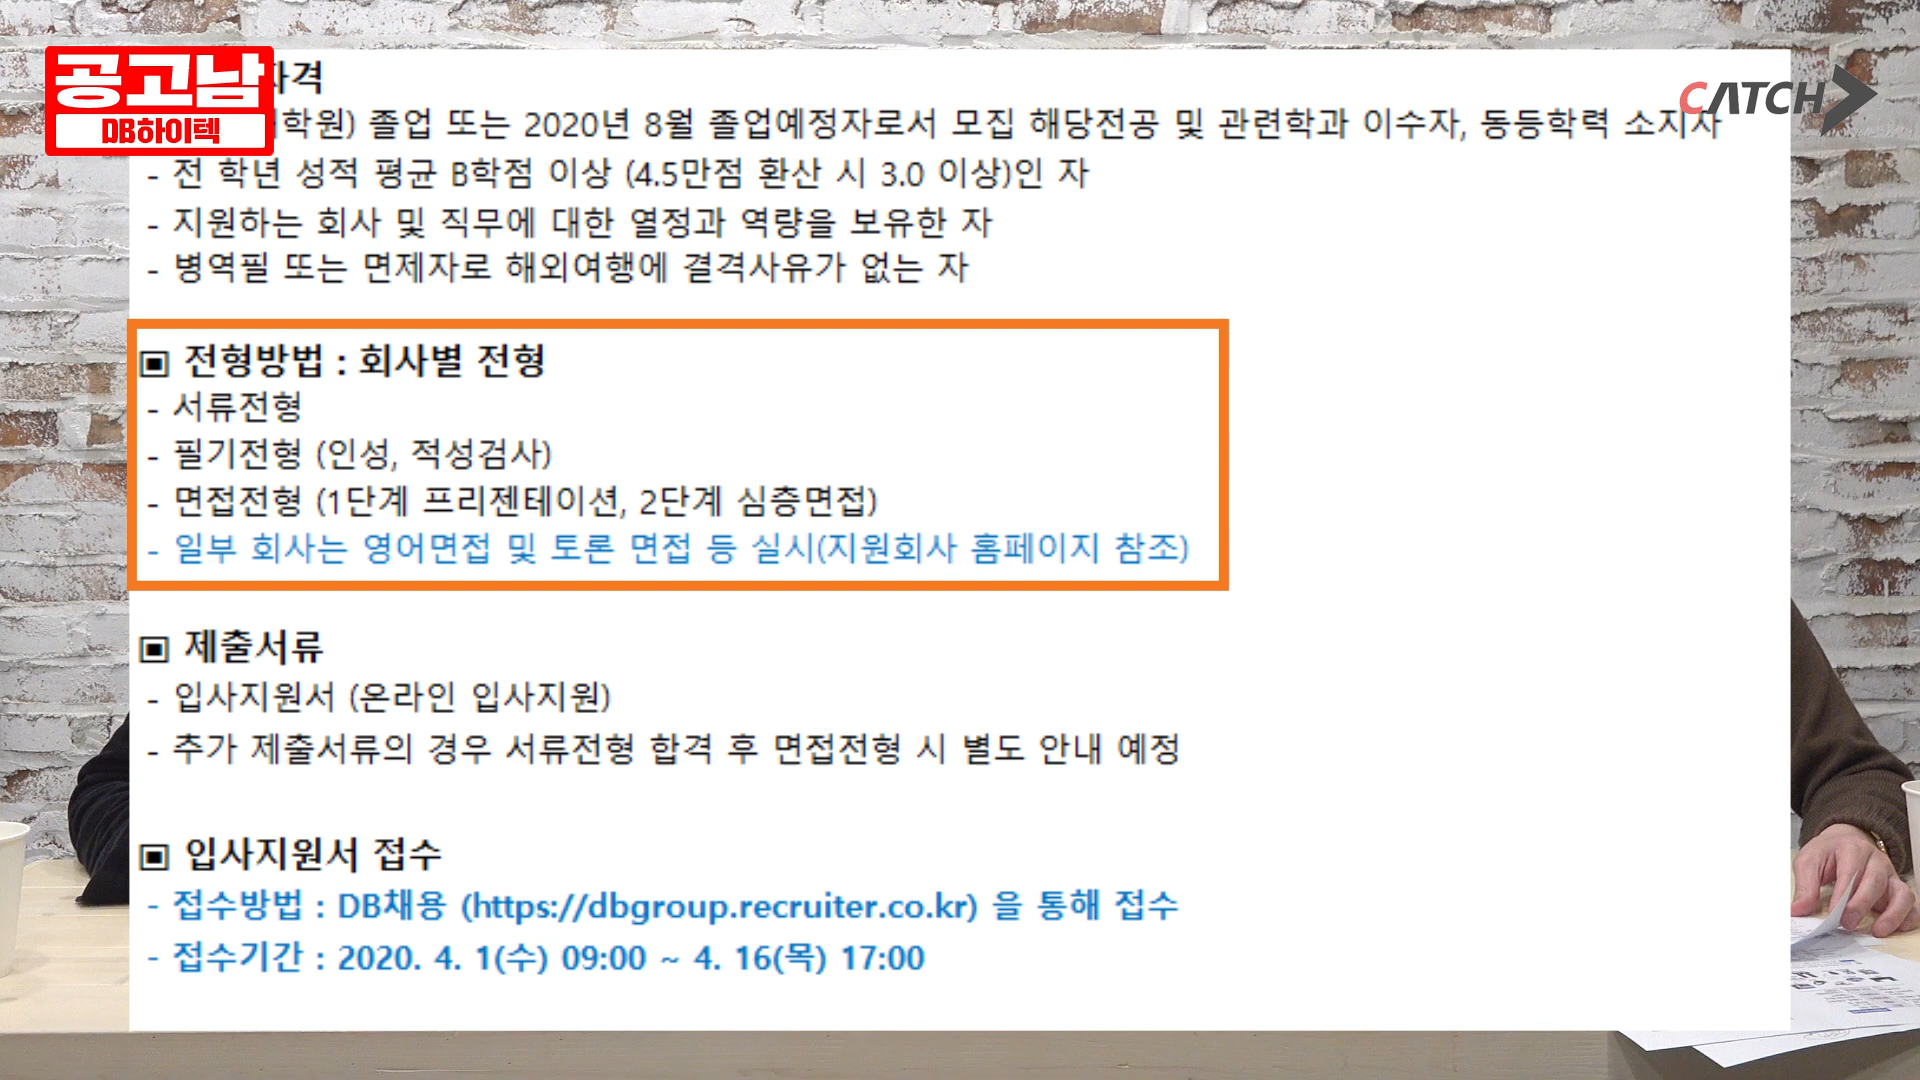 공고남
DB하이텍
CATCH
자격
학원) 졸업 또는 2020년 8월 졸업예정자로서 모집 해당전공 및 관련학과 이수자, 동등학력 소지자
- 전 학년 성적 평균 B학점 이상 (4.5만점 환산 시 3.0 이상)인 자
- 지원하는 회사 및 직무에 대한 열정과 역량을 보유한 자
- 병역필 또는 면제자로 해외여행에 결격사유가 없는 자
▣ 전형방법 : 회사별 전형
- 서류전형
- 필기전형 (인성, 적성검사)
- 면접전형 (1단계 프리젠테이션, 2단계 심층면접)
- 일부 회사는 영어면접 및 토론 면접 등 실시(지원회사 홈페이지 참조)
▣ 제출서류
- 입사지원서 (온라인 입사지원)
- 추가 제출서류의 경우 서류전형 합격 후 면접전형 시 별도 안내 예정
▣ 입사지원서 접수
- 접수방법 : DB채용 (https://dbgroup.recruiter.co.kr) 을 통해 접수
- 접수기간 : 2020. 4. 1(수) 09:00 ~ 4. 16(목) 17:00